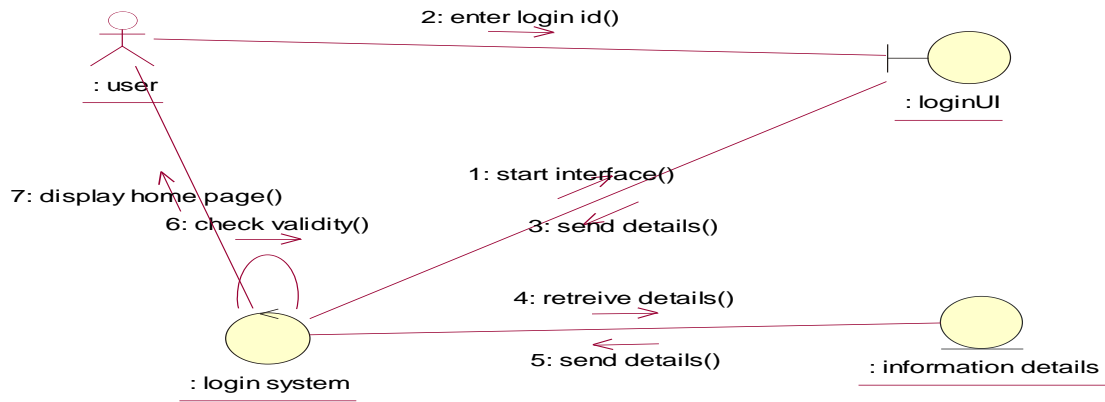 2: enter login id()
: user
: loginUI
1: start interface()
7: display home page()
6: check validity()
3: send details()
4: retreive details()
5: send details()
: information details
: login system